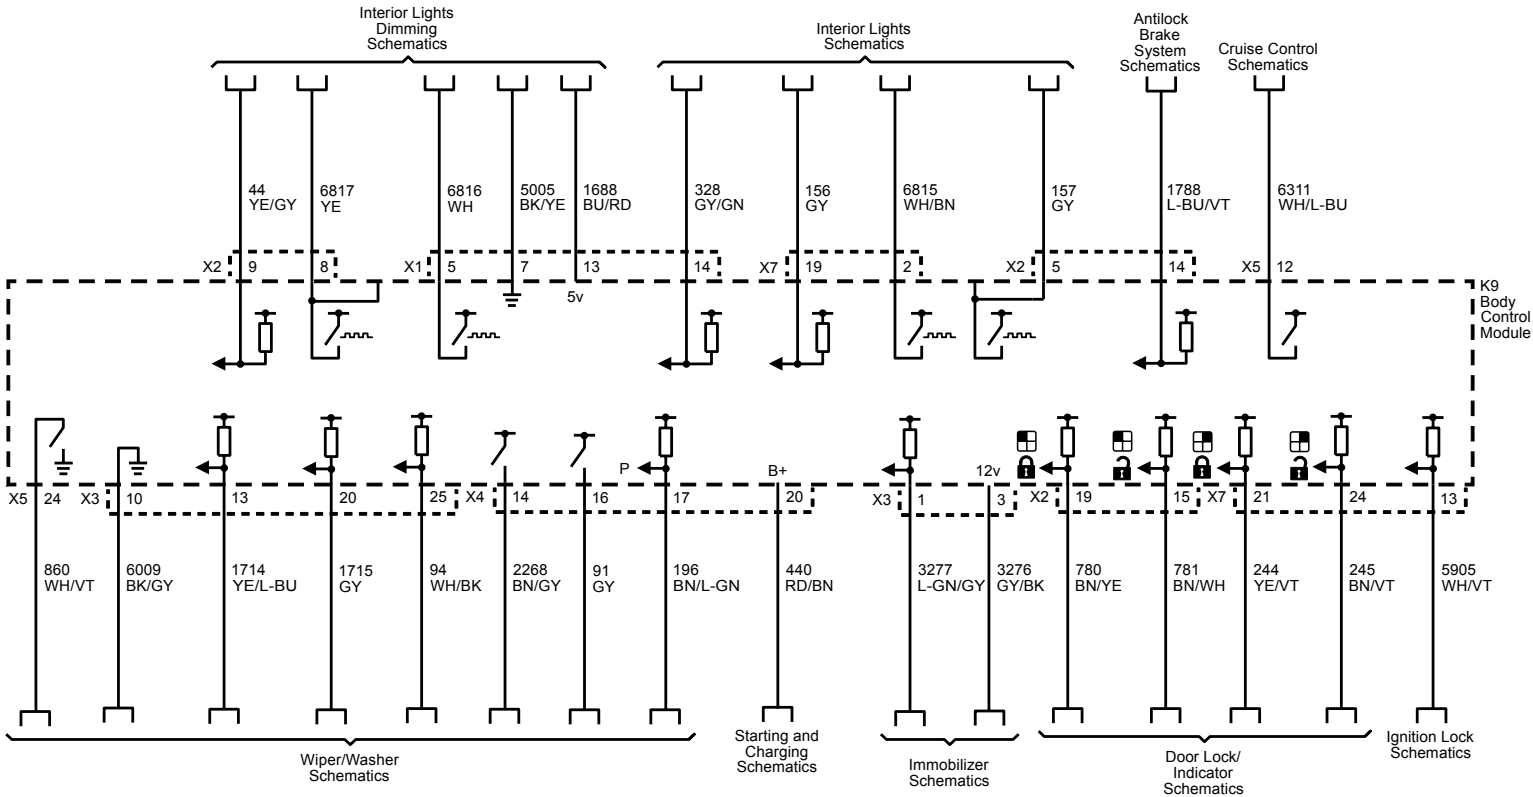 Interior Lights
Dimming
Schematics
Interior Lights
Schematics
Antilock
Brake
System
Schematics
Cruise Control
Schematics
44
YE/GY
6817
YE
6816
WH
5005
BK/YE
1688
BU/RD
328
GY/GN
156
GY
6815
WH/BN
157
GY
1788
L-BU/VT
6311
WH/L-BU
X2 9 8 X1 5 7 13 14 X7 19 2 X2 5 14 X5 12
5v
K9
Body
Control
Module
P
B+
12v
X5 24 X3 10 13 20 25 X4 14 16 17 20 X3 1 3 X2 19 15 X7 21 24 13
860
WH/VT
6009
BK/GY
1714
YE/L-BU
1715
GY
94
WH/BK
2268
BN/GY
91
GY
196
BN/L-GN
440
RD/BN
3277
L-GN/GY
3276
GY/BK
780
BN/YE
781
BN/WH
244
YE/VT
245
BN/VT
5905
WH/VT
Wiper/Washer
Schematics
Starting and
Charging
Schematics
Immobilizer
Schematics
Door Lock/
Indicator
Schematics
Ignition Lock
Schematics